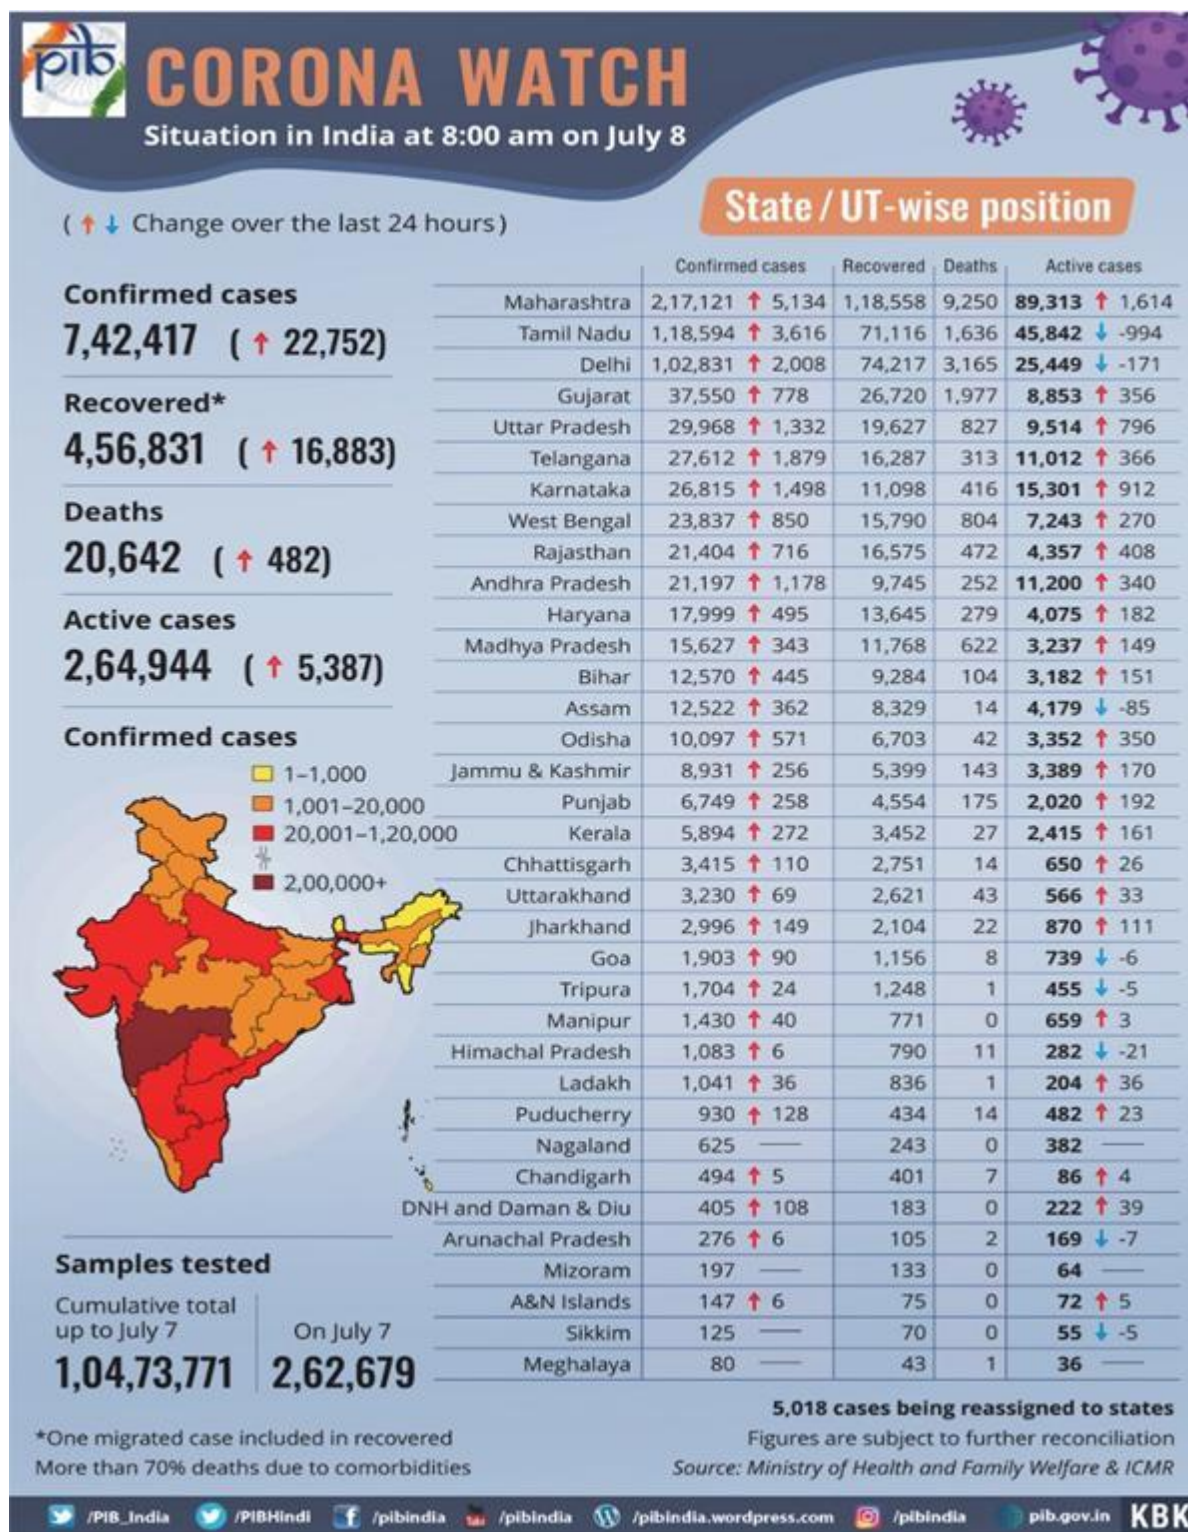 pib
CORONA WATCH
Situation in India at 8:00 am on July 8
( ↑ ↓ Change over the last 24 hours )
Confirmed cases
7,42,417 ( ↑ 22,752)
Recovered*
4,56,831 ( ↑ 16,883)
Deaths
20,642 ( ↑ 482)
Active cases
2,64,944 ( ↑ 5,387)
Confirmed cases
1–1,000
1,001–20,000
20,001–1,20,000
2,00,000+
Samples tested
Cumulative total
up to July 7
1,04,73,771
On July 7
2,62,679
*One migrated case included in recovered
More than 70% deaths due to comorbidities
State / UT-wise position
Confirmed cases Recovered Deaths Active cases
Maharashtra 2,17,121 ↑ 5,134 1,18,558 9,250 89,313 ↑ 1,614
Tamil Nadu 1,18,594 ↑ 3,616 71,116 1,636 45,842 ↓ -994
Delhi 1,02,831 ↑ 2,008 74,217 3,165 25,449 ↓ -171
Gujarat 37,550 ↑ 778 26,720 1,977 8,853 ↑ 356
Uttar Pradesh 29,968 ↑ 1,332 19,627 827 9,514 ↑ 796
Telangana 27,612 ↑ 1,879 16,287 313 11,012 ↑ 366
Karnataka 26,815 ↑ 1,498 11,098 416 15,301 ↑ 912
West Bengal 23,837 ↑ 850 15,790 804 7,243 ↑ 270
Rajasthan 21,404 ↑ 716 16,575 472 4,357 ↑ 408
Andhra Pradesh 21,197 ↑ 1,178 9,745 252 11,200 ↑ 340
Haryana 17,999 ↑ 495 13,645 279 4,075 ↑ 182
Madhya Pradesh 15,627 ↑ 343 11,768 622 3,237 ↑ 149
Bihar 12,570 ↑ 445 9,284 104 3,182 ↑ 151
Assam 12,522 ↑ 362 8,329 14 4,179 ↓ -85
Odisha 10,097 ↑ 571 6,703 42 3,352 ↑ 350
Jammu & Kashmir 8,931 ↑ 256 5,399 143 3,389 ↑ 170
Punjab 6,749 ↑ 258 4,554 175 2,020 ↑ 192
Kerala 5,894 ↑ 272 3,452 27 2,415 ↑ 161
Chhattisgarh 3,415 ↑ 110 2,751 14 650 ↑ 26
Uttarakhand 3,230 ↑ 69 2,621 43 566 ↑ 33
Jharkhand 2,996 ↑ 149 2,104 22 870 ↑ 111
Goa 1,903 ↑ 90 1,156 8 739 ↓ -6
Tripura 1,704 ↑ 24 1,248 1 455 ↓ -5
Manipur 1,430 ↑ 40 771 0 659 ↑ 3
Himachal Pradesh 1,083 ↑ 6 790 11 282 ↓ -21
Ladakh 1,041 ↑ 36 836 1 204 ↑ 36
Puducherry 930 ↑ 128 434 14 482 ↑ 23
Nagaland 625 — 243 0 382 —
Chandigarh 494 ↑ 5 401 7 86 ↑ 4
DNH and Daman & Diu 405 ↑ 108 183 0 222 ↑ 39
Arunachal Pradesh 276 ↑ 6 105 2 169 ↓ -7
Mizoram 197 — 133 0 64 —
A&N Islands 147 ↑ 6 75 0 72 ↑ 5
Sikkim 125 — 70 0 55 ↓ -5
Meghalaya 80 — 43 1 36 —
5,018 cases being reassigned to states
Figures are subject to further reconciliation
Source: Ministry of Health and Family Welfare & ICMR
/PIB_India /PIBHindi /pibindia /pibindia /pibindia.wordpress.com /pibindia pib.gov.in KBK